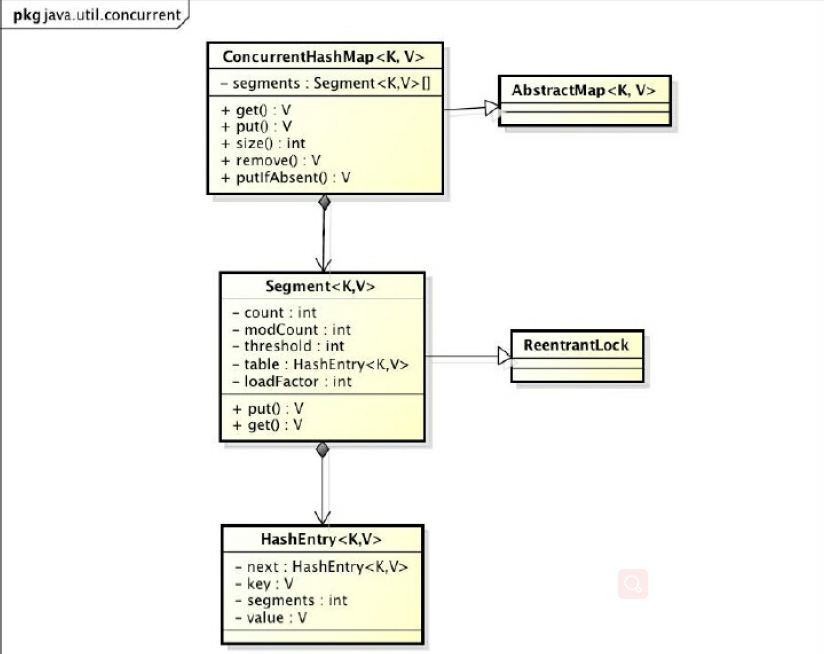 pkg java.util.concurrent
ConcurrentHashMap<K, V>
- segments : Segment<K,V>[]
+ get() : V
+ put() : V
+ size() : int
+ remove() : V
+ putIfAbsent() : V
AbstractMap<K, V>
Segment<K,V>
- count : int
- modCount : int
- threshold : int
- table : HashEntry<K,V>
- loadFactor : int
+ put() : V
+ get() : V
ReentrantLock
HashEntry<K,V>
- next : HashEntry<K,V>
- key : V
- segments : int
- value : V